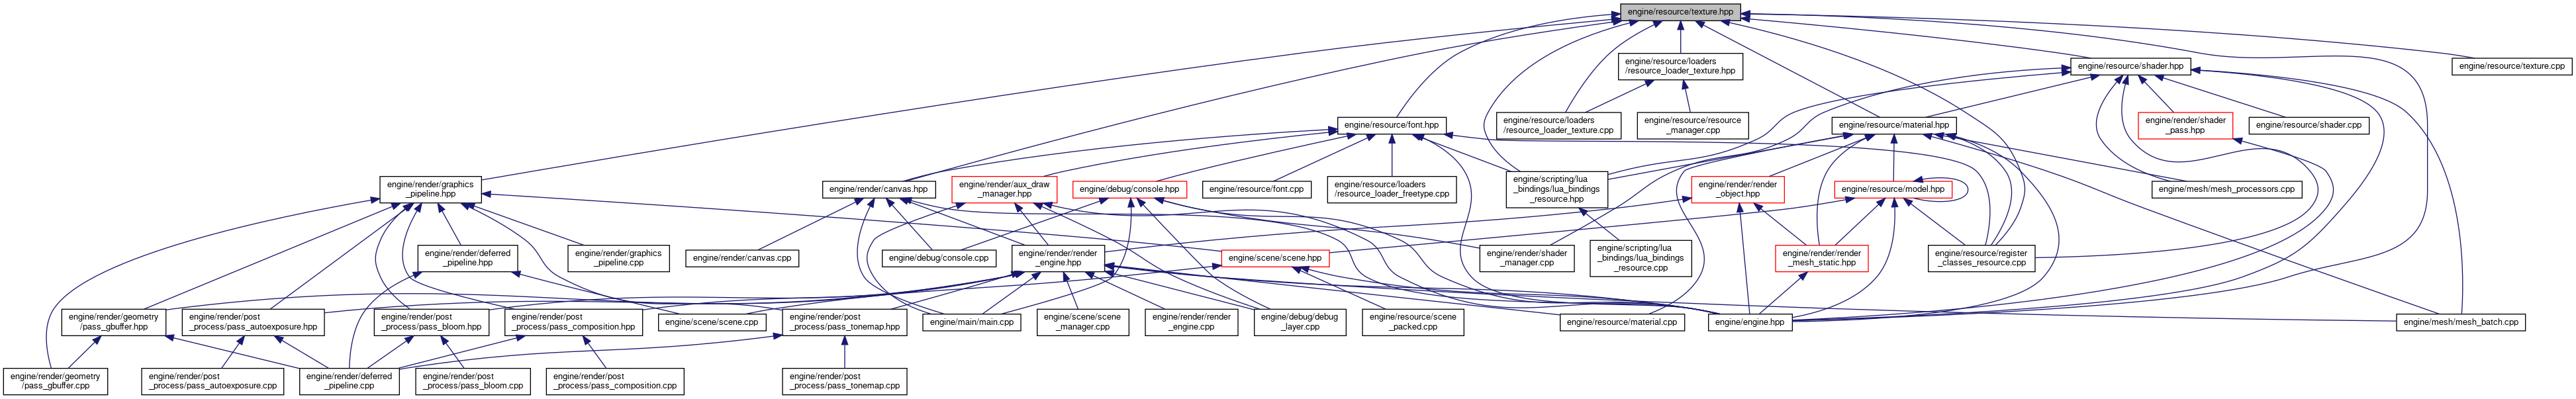 engine/resource/texture.hpp
engine/resource/loaders
/resource_loader_texture.hpp
engine/resource/shader.hpp
engine/resource/texture.cpp
engine/resource/font.hpp
engine/resource/loaders
/resource_loader_texture.cpp
engine/resource/resource
_manager.cpp
engine/resource/material.hpp
engine/render/shader
_pass.hpp
engine/resource/shader.cpp
engine/render/graphics
_pipeline.hpp
engine/render/canvas.hpp
engine/render/aux_draw
_manager.hpp
engine/debug/console.hpp
engine/resource/font.cpp
engine/resource/loaders
/resource_loader_freetype.cpp
engine/scripting/lua
_bindings/lua_bindings
_resource.hpp
engine/render/render
_object.hpp
engine/resource/model.hpp
engine/mesh/mesh_processors.cpp
engine/render/deferred
_pipeline.hpp
engine/render/graphics
_pipeline.cpp
engine/render/canvas.cpp
engine/debug/console.cpp
engine/render/render
_engine.hpp
engine/scene/scene.hpp
engine/render/shader
_manager.cpp
engine/scripting/lua
_bindings/lua_bindings
_resource.cpp
engine/render/render
_mesh_static.hpp
engine/resource/register
_classes_resource.cpp
engine/render/geometry
/pass_gbuffer.hpp
engine/render/post
_process/pass_autoexposure.hpp
engine/render/post
_process/pass_bloom.hpp
engine/render/post
_process/pass_composition.hpp
engine/scene/scene.cpp
engine/render/post
_process/pass_tonemap.hpp
engine/main/main.cpp
engine/scene/scene
_manager.cpp
engine/render/render
_engine.cpp
engine/debug/debug
_layer.cpp
engine/resource/scene
_packed.cpp
engine/resource/material.cpp
engine/engine.hpp
engine/mesh/mesh_batch.cpp
engine/render/geometry
/pass_gbuffer.cpp
engine/render/post
_process/pass_autoexposure.cpp
engine/render/deferred
_pipeline.cpp
engine/render/post
_process/pass_bloom.cpp
engine/render/post
_process/pass_composition.cpp
engine/render/post
_process/pass_tonemap.cpp